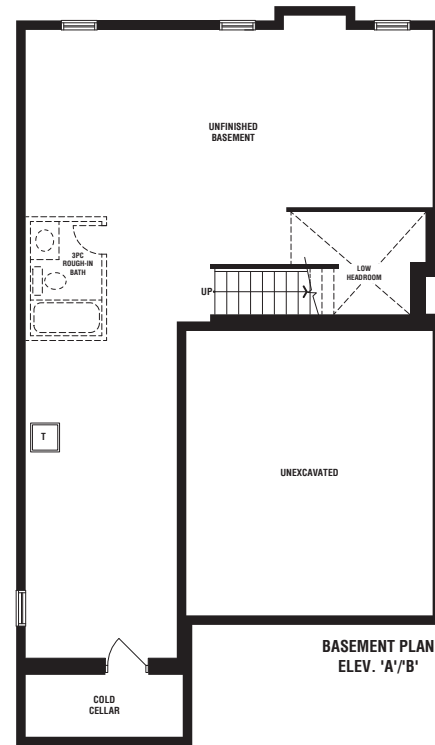 UNFINISHED
BASEMENT
3PC
ROUGH-IN
BATH
LOW
HEADROOM
UP
T
UNEXCAVATED
BASEMENT PLAN
ELEV. 'A'/'B'
COLD
CELLAR